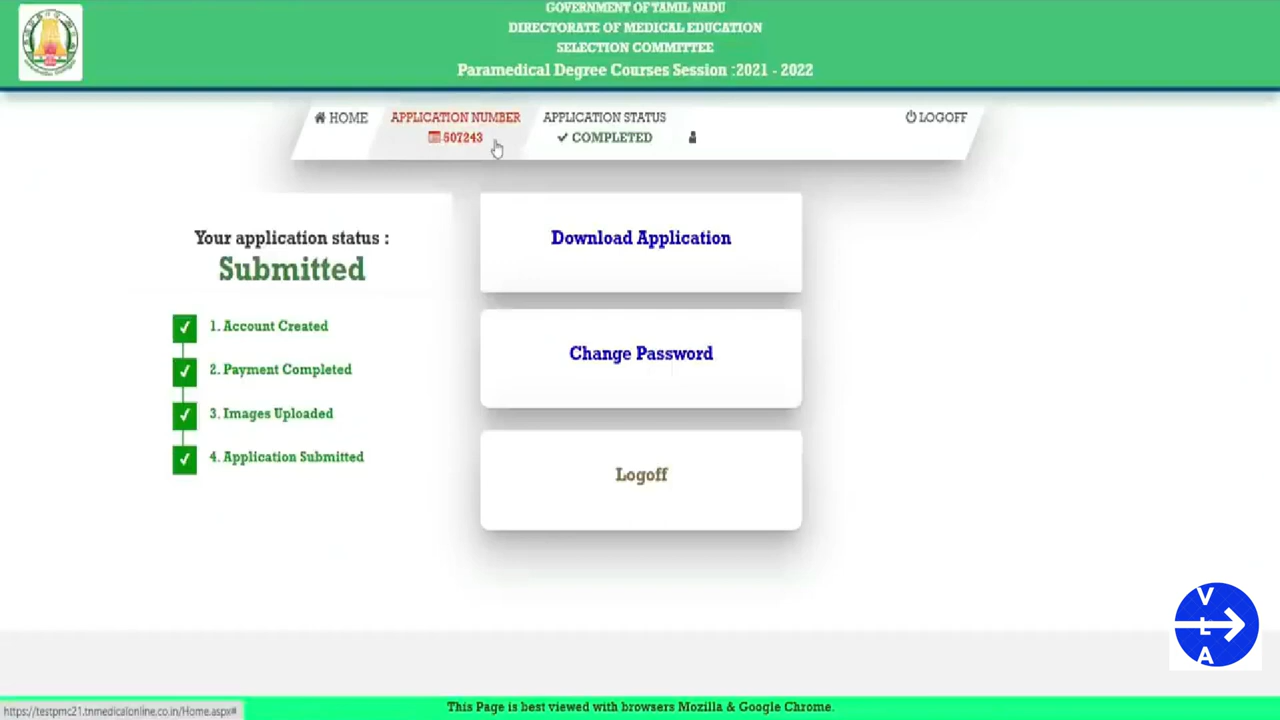 GOVERNMENT OF TAMIL NADU
DIRECTORATE OF MEDICAL EDUCATION
SELECTION COMMITTEE
Paramedical Degree Courses Session :2021 - 2022
HOME
APPLICATION NUMBER
507243
APPLICATION STATUS
COMPLETED
LOGOFF
Your application status :
Submitted
1. Account Created
2. Payment Completed
3. Images Uploaded
4. Application Submitted
Download Application
Change Password
Logoff
V
L
A
This Page is best viewed with browsers Mozilla & Google Chrome.
https://testpmc21.tnmedicalonline.co.in/Home.aspx#